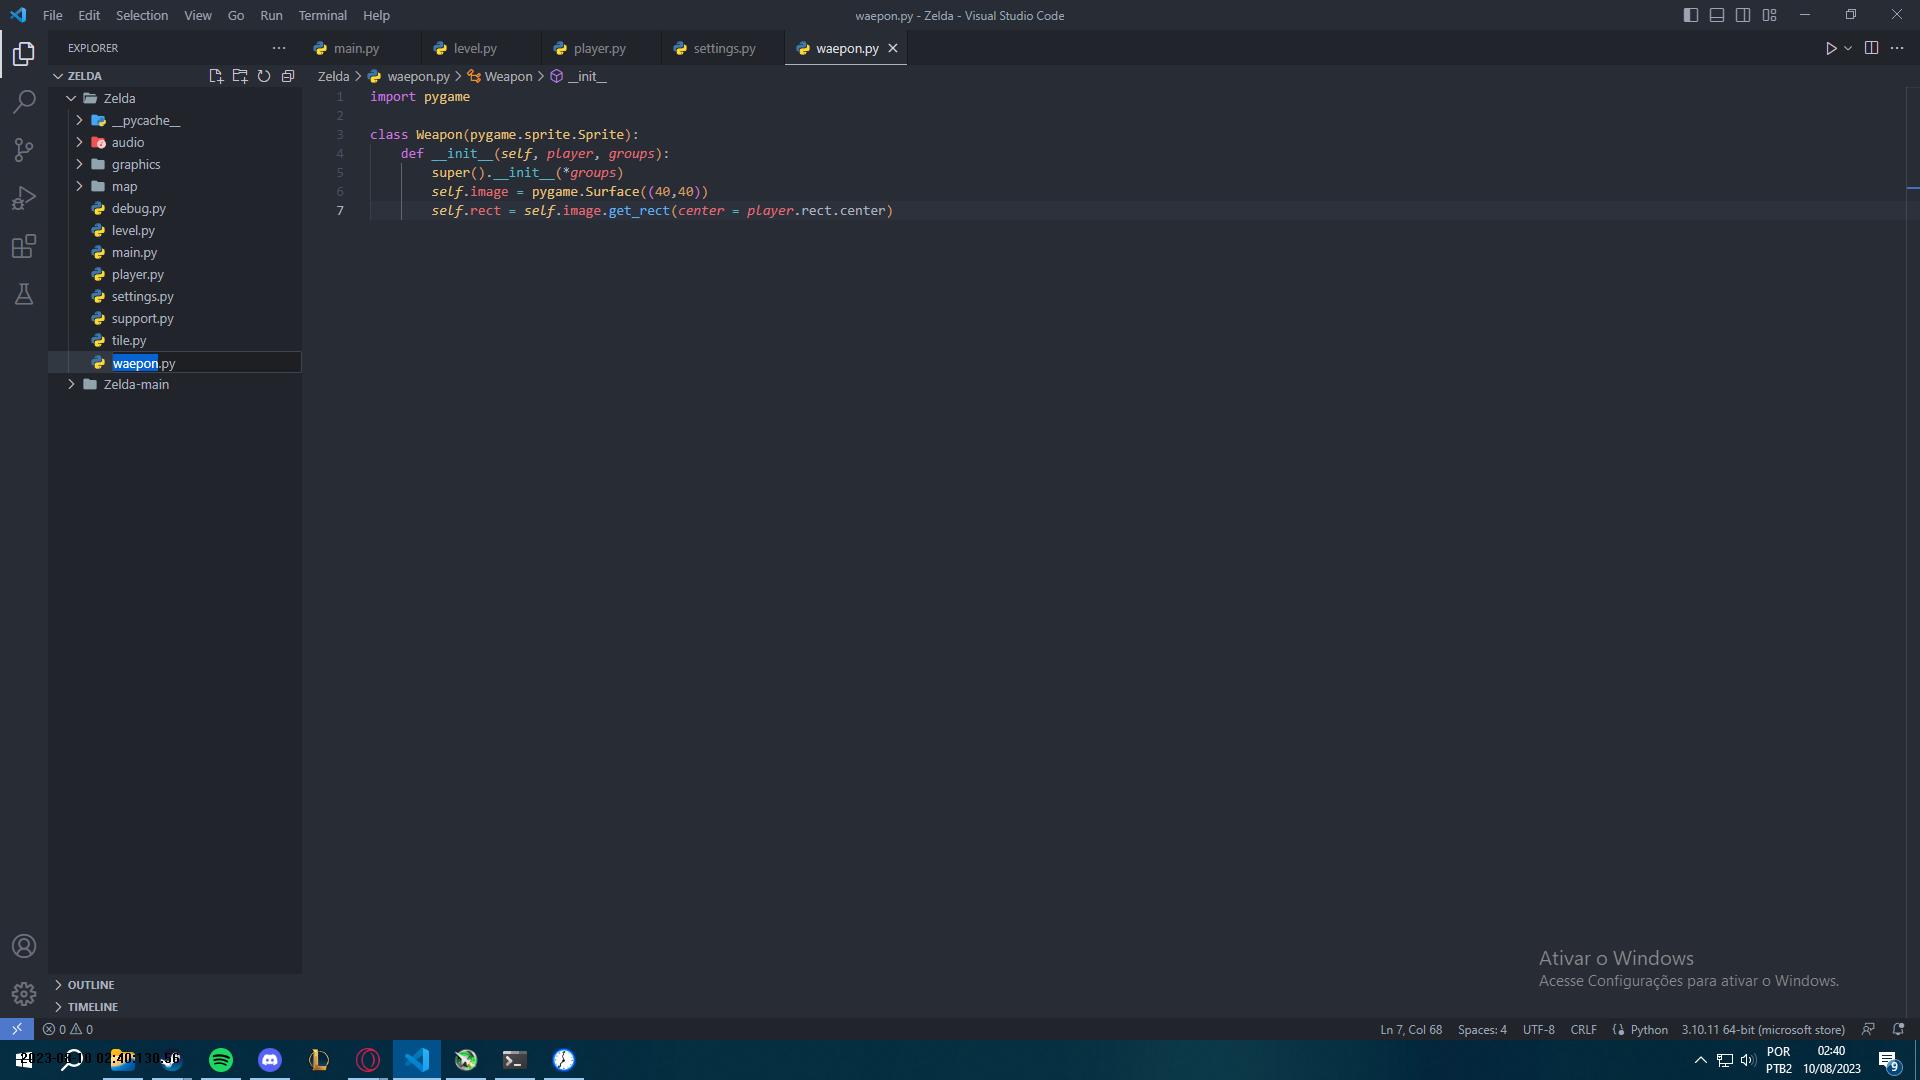 File Edit Selection View Go Run Terminal Help
waepon.py - Zelda - Visual Studio Code
EXPLORER
main.py
level.py
player.py
settings.py
waepon.py
ZELDA
Zelda > waepon.py > Weapon > __init__
Zelda
__pycache__
audio
graphics
map
debug.py
level.py
main.py
player.py
settings.py
support.py
tile.py
waepon.py
Zelda-main
1 import pygame
2
3 class Weapon(pygame.sprite.Sprite):
4 def __init__(self, player, groups):
5 super().__init__(*groups)
6 self.image = pygame.Surface((40,40))
7 self.rect = self.image.get_rect(center = player.rect.center)
Ativar o Windows
Acesse Configurações para ativar o Windows.
OUTLINE
TIMELINE
0 0
Ln 7, Col 68 Spaces: 4 UTF-8 CRLF Python 3.10.11 64-bit (microsoft store)
POR
PTB2
02:40
10/08/2023
9